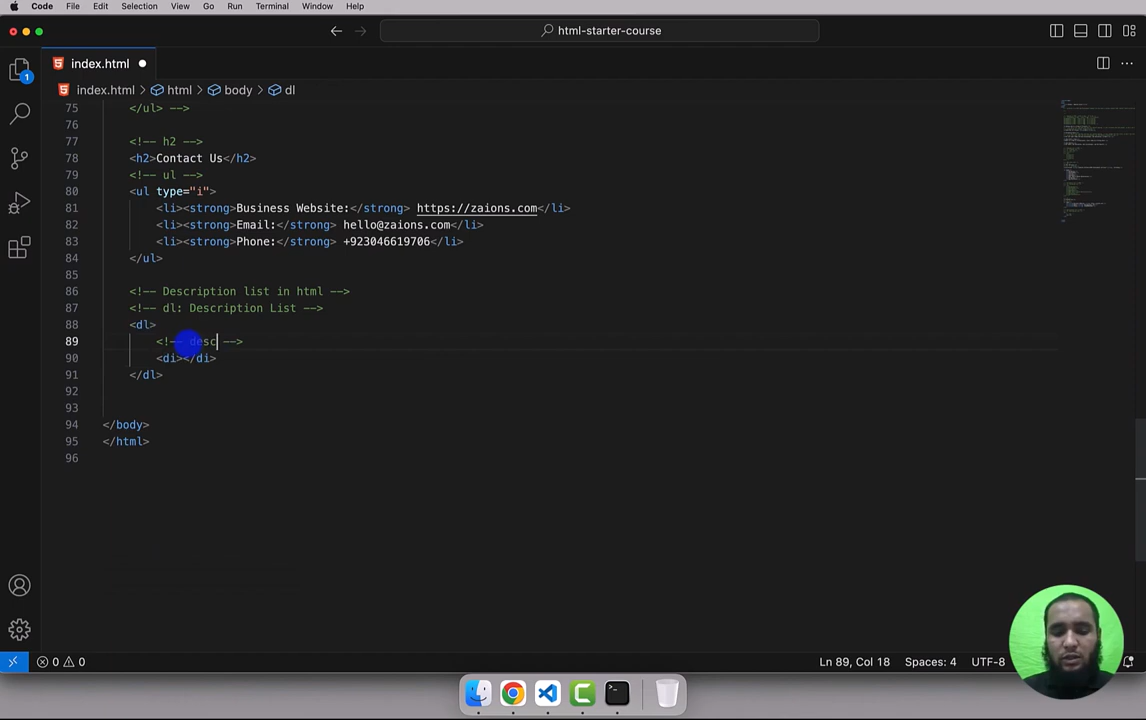 Code File Edit Selection View Go Run Terminal Window Help
html-starter-course
index.html
index.html > html > body > dl
75 </ul> -->
76
77 <!-- h2 -->
78 <h2>Contact Us</h2>
79 <!-- ul -->
80 <ul type="i">
81 <li><strong>Business Website:</strong> https://zaions.com</li>
82 <li><strong>Email:</strong> hello@zaions.com</li>
83 <li><strong>Phone:</strong> +923046619706</li>
84 </ul>
85
86 <!-- Description list in html -->
87 <!-- dl: Description List -->
88 <dl>
89 <!-- desc -->
90 <di></di>
91 </dl>
92
93
94 </body>
95 </html>
96
1
0 0 Ln 89, Col 18 Spaces: 4 UTF-8